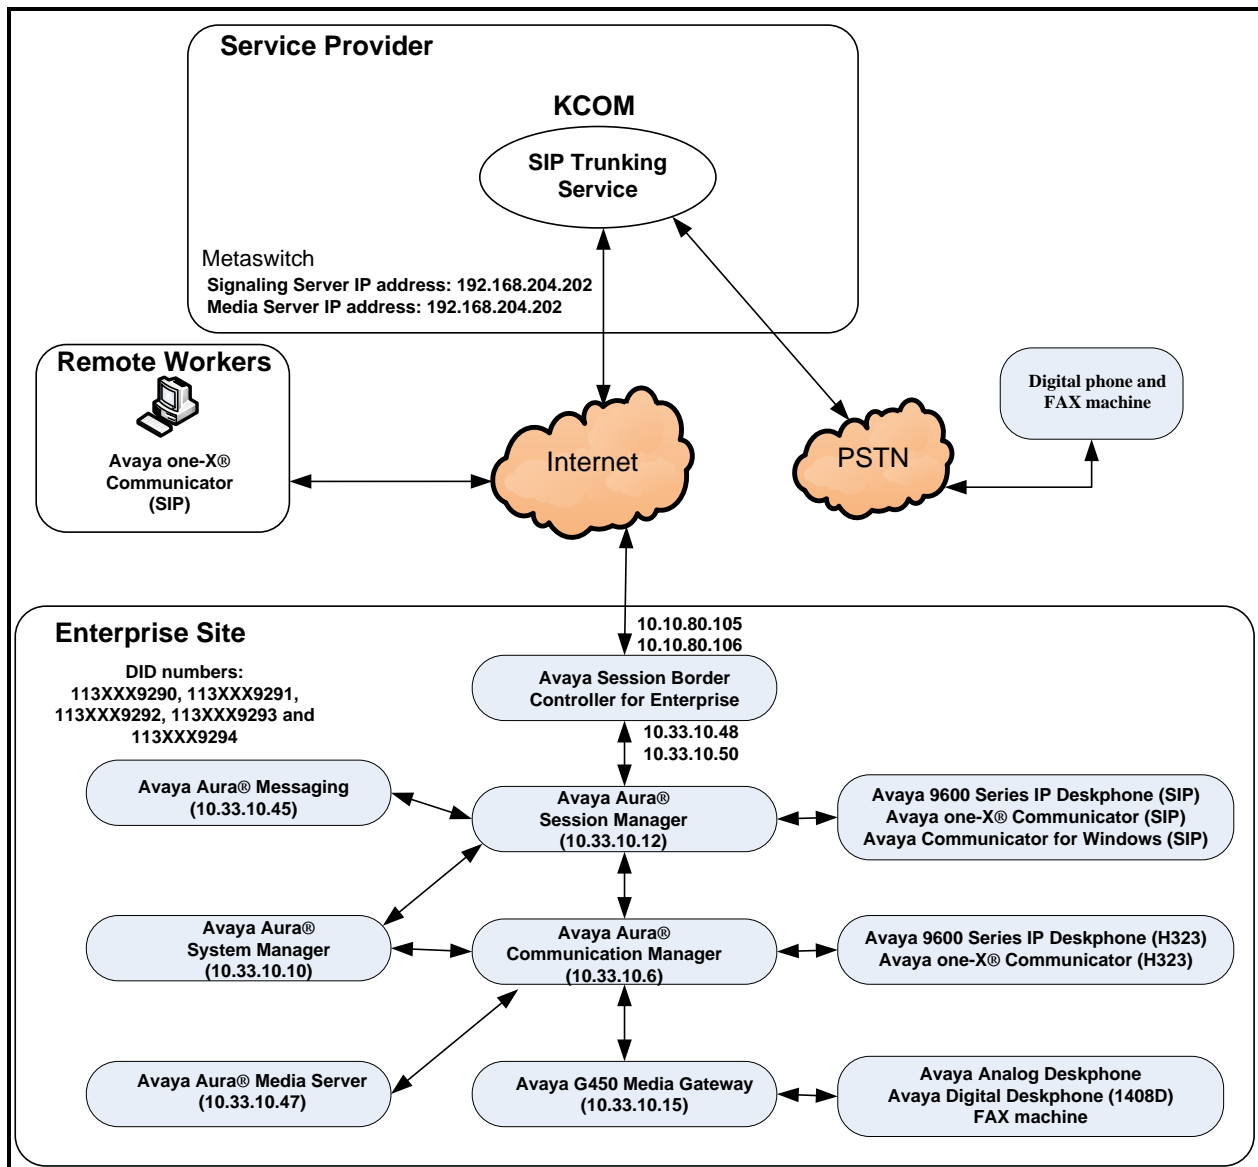 Service Provider
KCOM
SIP Trunking
Service
Metaswitch
Signaling Server IP address: 192.168.204.202
Media Server IP address: 192.168.204.202
Remote Workers
Avaya one-X®
Communicator
(SIP)
Internet
PSTN
Digital phone and
FAX machine
Enterprise Site
DID numbers:
113XXX9290, 113XXX9291,
113XXX9292, 113XXX9293 and
113XXX9294
10.10.80.105
10.10.80.106
Avaya Session Border
Controller for Enterprise
10.33.10.48
10.33.10.50
Avaya Aura® Messaging
(10.33.10.45)
Avaya Aura®
Session Manager
(10.33.10.12)
Avaya 9600 Series IP Deskphone (SIP)
Avaya one-X® Communicator (SIP)
Avaya Communicator for Windows (SIP)
Avaya Aura®
System Manager
(10.33.10.10)
Avaya Aura®
Communication Manager
(10.33.10.6)
Avaya 9600 Series IP Deskphone (H323)
Avaya one-X® Communicator (H323)
Avaya Aura® Media Server
(10.33.10.47)
Avaya G450 Media Gateway
(10.33.10.15)
Avaya Analog Deskphone
Avaya Digital Deskphone (1408D)
FAX machine